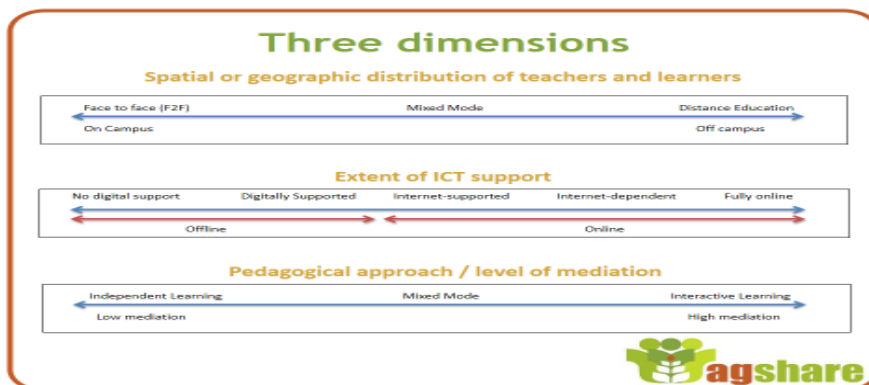 Three dimensions
Spatial or geographic distribution of teachers and learners
Face to face (F2F) Mixed Mode Distance Education
On Campus Off campus
Extent of ICT support
No digital support Digitally Supported Internet-supported Internet-dependent Fully online
Offline Online
Pedagogical approach / level of mediation
Independent Learning Mixed Mode Interactive Learning
Low mediation High mediation
agshare